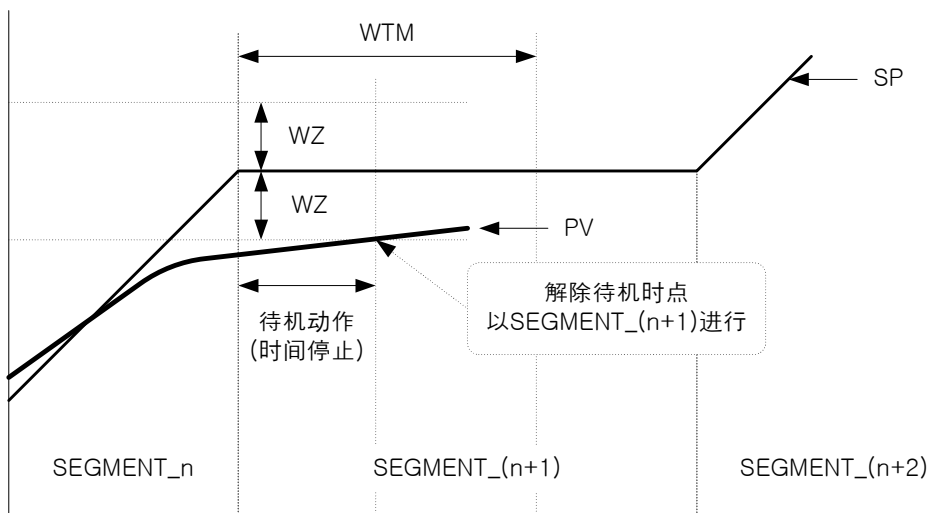 WTM
SP
WZ
WZ
PV
解除待机时点
以SEGMENT_(n+1)进行
待机动作
(时间停止)
SEGMENT_n
SEGMENT_(n+1)
SEGMENT_(n+2)